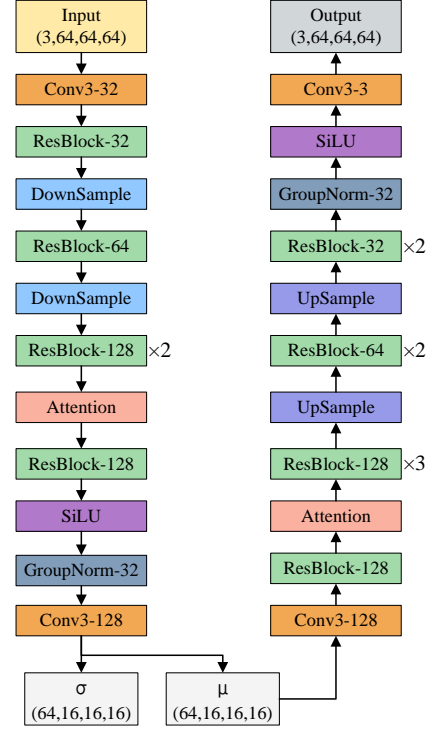 Input
(3,64,64,64)
Conv3-32
ResBlock-32
DownSample
ResBlock-64
DownSample
ResBlock-128 ×2
Attention
ResBlock-128
SiLU
GroupNorm-32
Conv3-128
σ
(64,16,16,16)
μ
(64,16,16,16)
Output
(3,64,64,64)
Conv3-3
SiLU
GroupNorm-32
ResBlock-32 ×2
UpSample
ResBlock-64 ×2
UpSample
ResBlock-128 ×3
Attention
ResBlock-128
Conv3-128